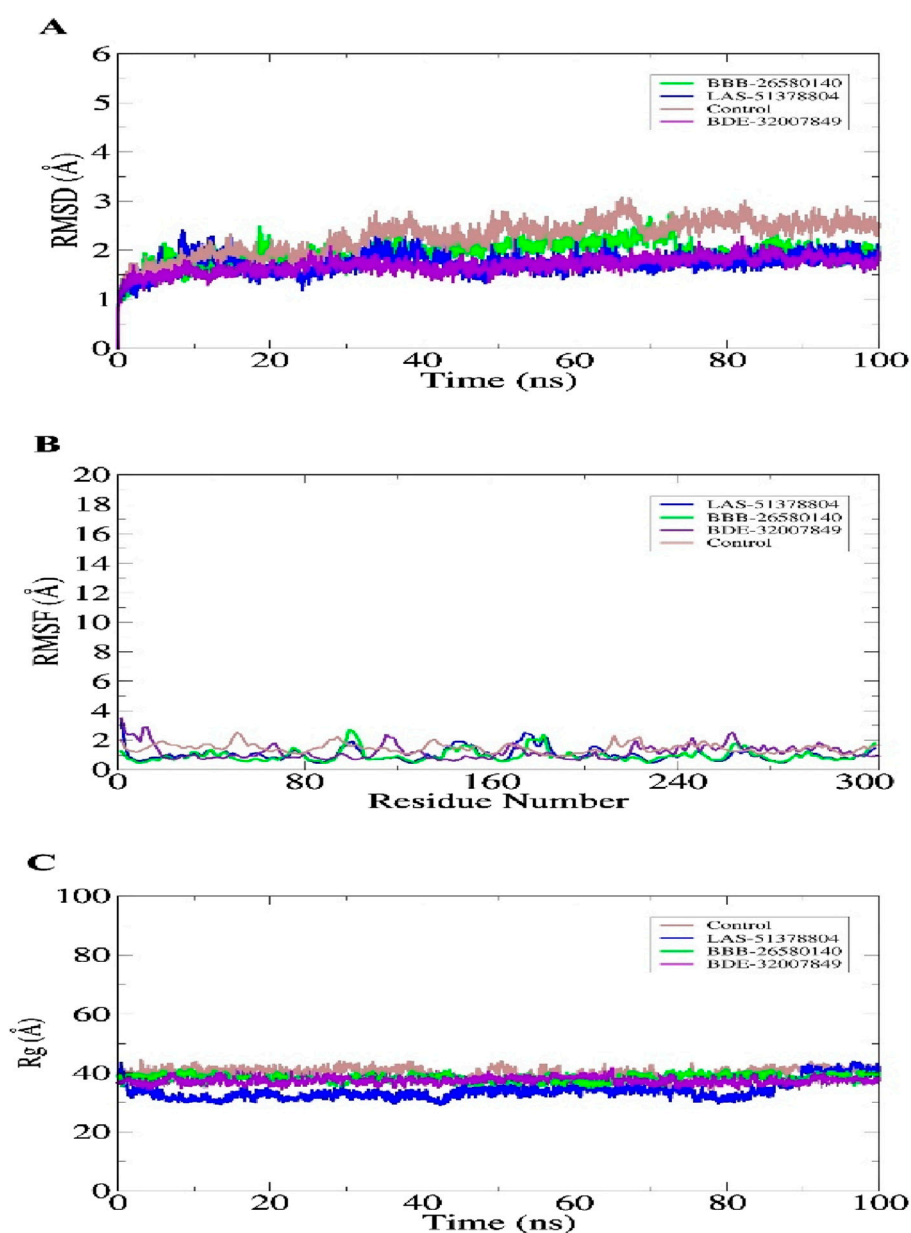 A
6
5
4
3
2
1
0
RMSD (Å)
BBB-26580140
LAS-51378804
Control
BDE-32007849
0 20 40 60 80 100
Time (ns)
B
20
18
16
14
12
10
8
6
4
2
0
RMSF (Å)
LAS-51378804
BBB-26580140
BDE-32007849
Control
0 80 160 240 300
Residue Number
C
100
80
60
40
20
0
Rg (Å)
Control
LAS-51378804
BBB-26580140
BDE-32007849
0 20 40 60 80 100
Time (ns)